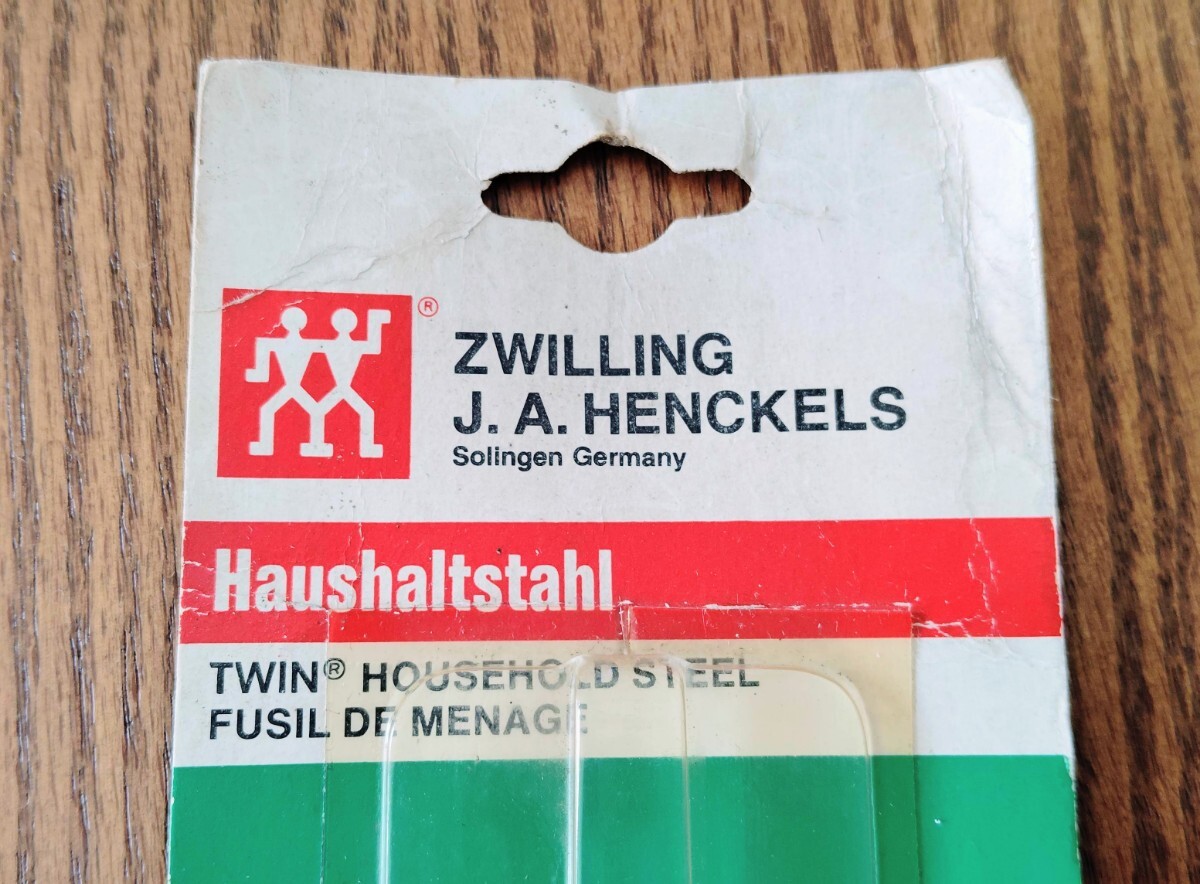 ®
ZWILLING
J. A. HENCKELS
Solingen Germany
Haushaltstahl
TWIN® HOUSEHOLD STEEL
FUSIL DE MENAGE